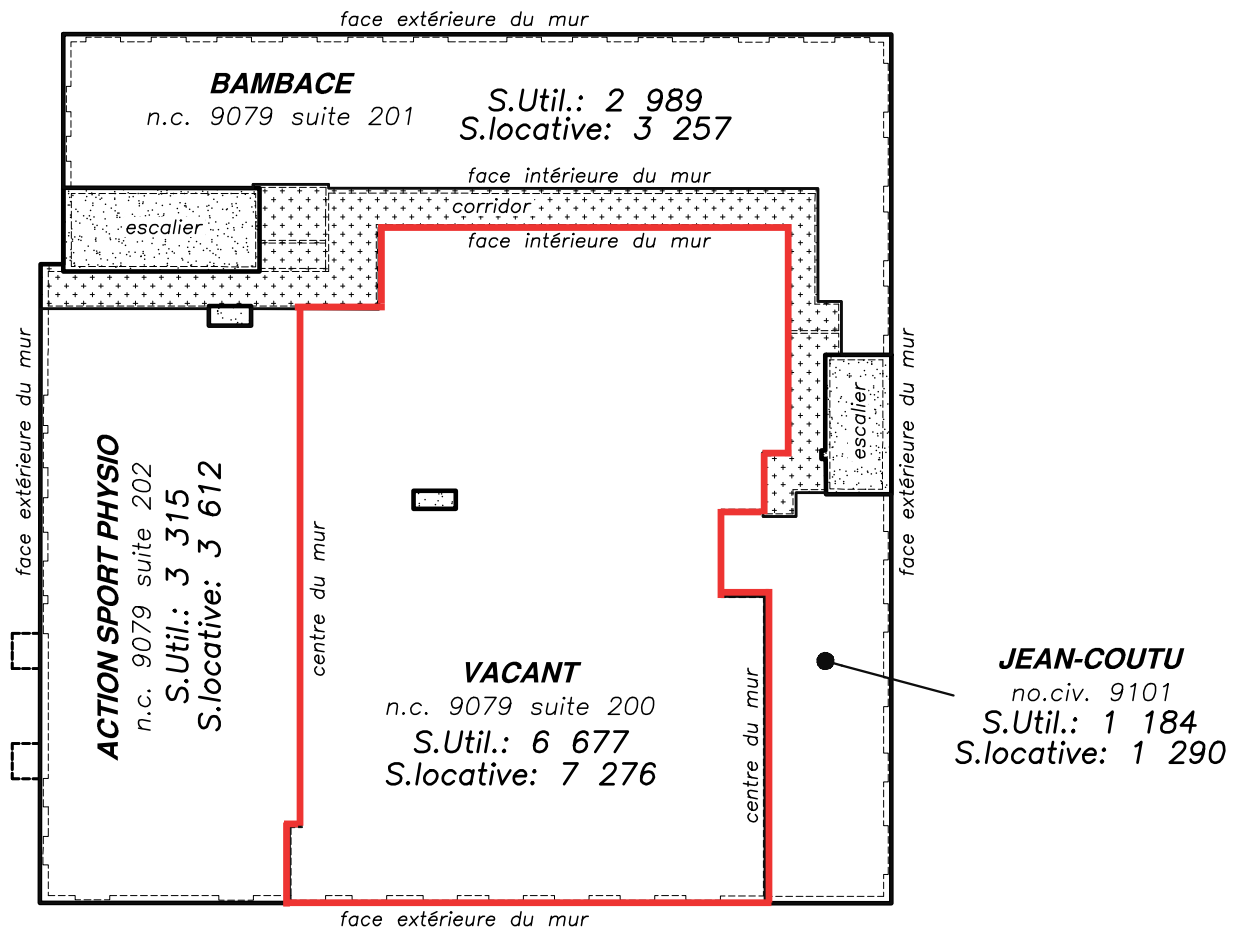 face extérieure du mur
BAMBACE
n.c. 9079 suite 201
S.Util.: 2 989
S.locative: 3 257
face intérieure du mur
corridor
escalier
face intérieure du mur
face extérieure du mur
ACTION SPORT PHYSIO
n.c. 9079 suite 202
S.Util.: 3 315
S.locative: 3 612
centre du mur
escalier
face extérieure du mur
VACANT
n.c. 9079 suite 200
S.Util.: 6 677
S.locative: 7 276
centre du mur
JEAN-COUTU
no.civ. 9101
S.Util.: 1 184
S.locative: 1 290
face extérieure du mur